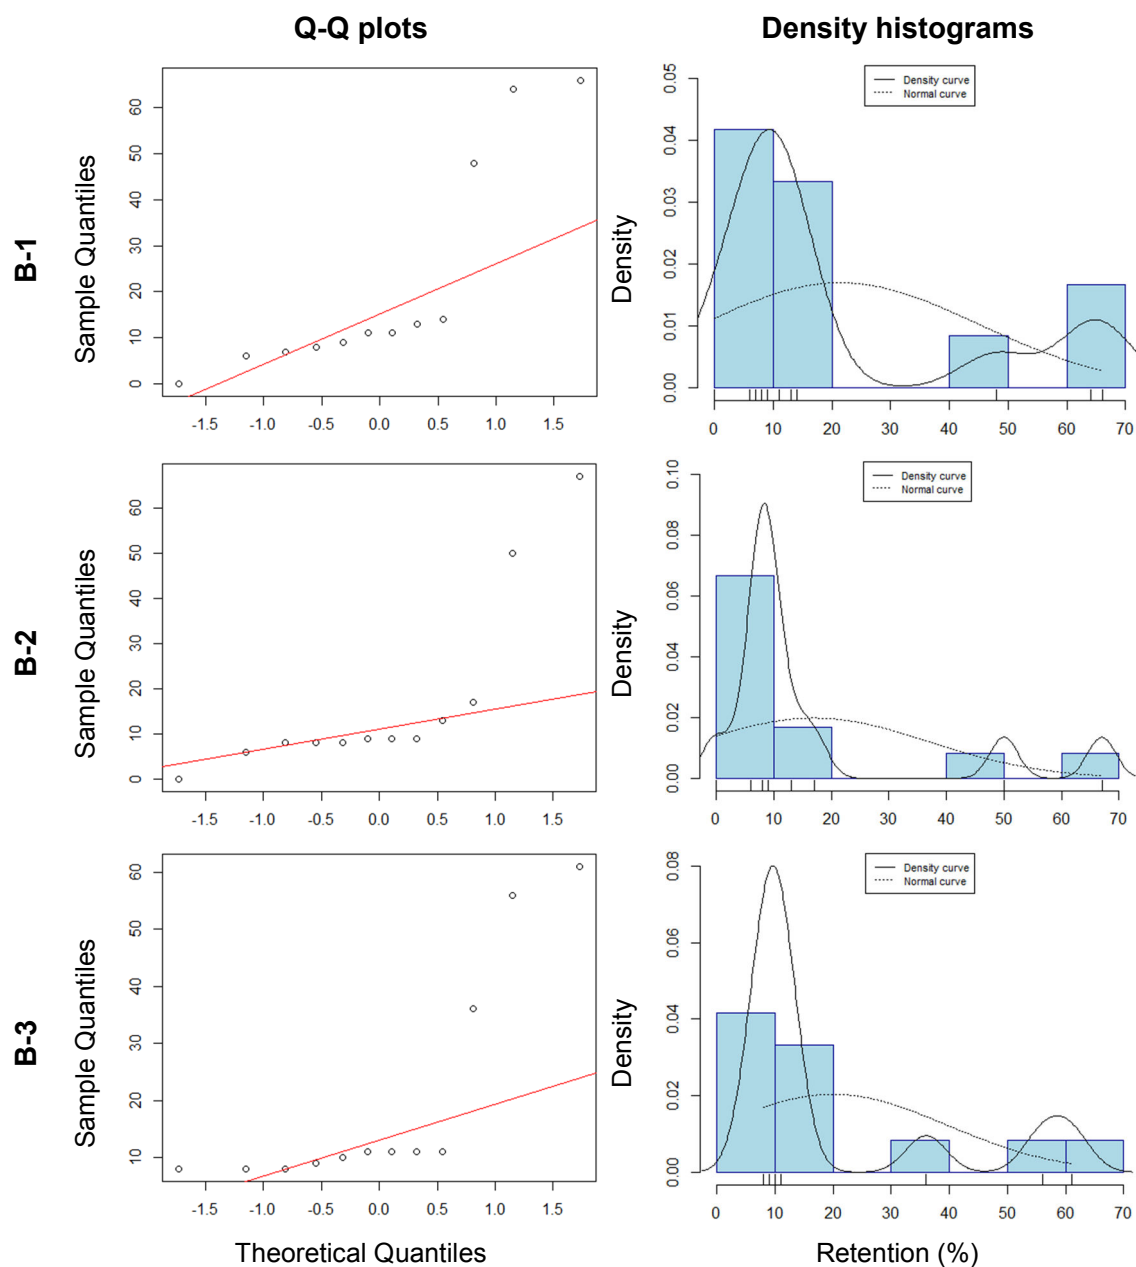 Q-Q plots
Density histograms
B-1
Sample Quantiles
0 10 20 30 40 50 60
-1.5 -1.0 -0.5 0.0 0.5 1.0 1.5
Density
0.00 0.01 0.02 0.03 0.04 0.05
Density curve
Normal curve
0 10 20 30 40 50 60 70
B-2
Sample Quantiles
0 10 20 30 40 50 60
-1.5 -1.0 -0.5 0.0 0.5 1.0 1.5
Density
0.00 0.02 0.04 0.06 0.08 0.10
Density curve
Normal curve
0 10 20 30 40 50 60 70
B-3
Sample Quantiles
10 20 30 40 50 60
-1.5 -1.0 -0.5 0.0 0.5 1.0 1.5
Density
0.00 0.02 0.04 0.06 0.08
Density curve
Normal curve
0 10 20 30 40 50 60 70
Theoretical Quantiles
Retention (%)